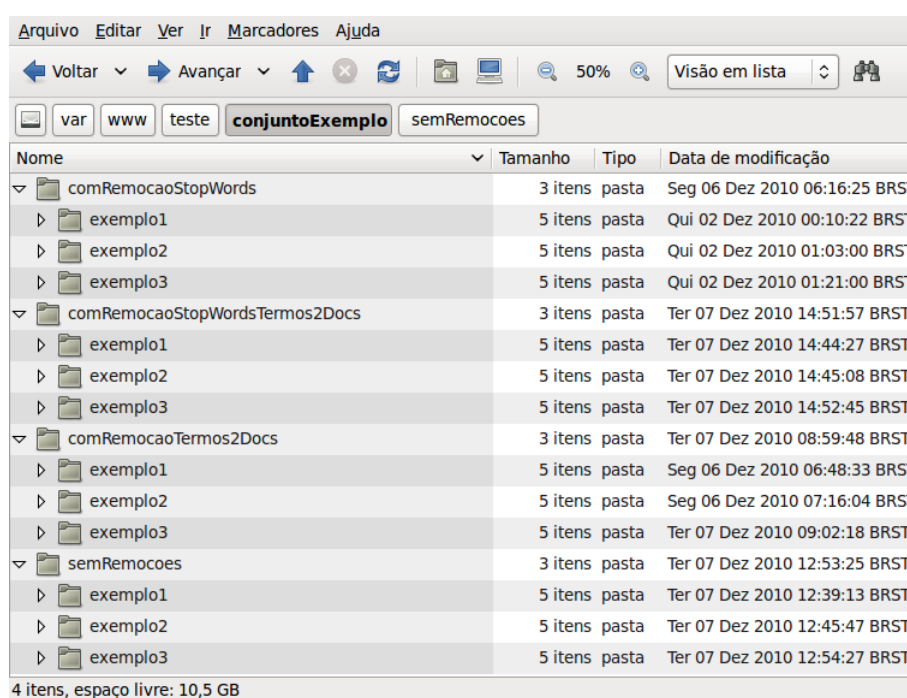 Arquivo Editar Ver Ir Marcadores Ajuda
Voltar Avançar 50% Visão em lista
var www teste conjuntoExemplo semRemocoes
Nome Tamanho Tipo Data de modificação
comRemocaoStopWords 3 itens pasta Seg 06 Dez 2010 06:16:25 BRS
exemplo1 5 itens pasta Qui 02 Dez 2010 00:10:22 BRST
exemplo2 5 itens pasta Qui 02 Dez 2010 01:03:00 BRST
exemplo3 5 itens pasta Qui 02 Dez 2010 01:21:00 BRST
comRemocaoStopWordsTermos2Docs 3 itens pasta Ter 07 Dez 2010 14:51:57 BRST
exemplo1 5 itens pasta Ter 07 Dez 2010 14:44:27 BRST
exemplo2 5 itens pasta Ter 07 Dez 2010 14:45:08 BRST
exemplo3 5 itens pasta Ter 07 Dez 2010 14:52:45 BRST
comRemocaoTermos2Docs 3 itens pasta Ter 07 Dez 2010 08:59:48 BRST
exemplo1 5 itens pasta Seg 06 Dez 2010 06:48:33 BRS
exemplo2 5 itens pasta Seg 06 Dez 2010 07:16:04 BRS
exemplo3 5 itens pasta Ter 07 Dez 2010 09:02:18 BRST
semRemocoes 3 itens pasta Ter 07 Dez 2010 12:53:25 BRST
exemplo1 5 itens pasta Ter 07 Dez 2010 12:39:13 BRST
exemplo2 5 itens pasta Ter 07 Dez 2010 12:45:47 BRST
exemplo3 5 itens pasta Ter 07 Dez 2010 12:54:27 BRST
4 itens, espaço livre: 10,5 GB